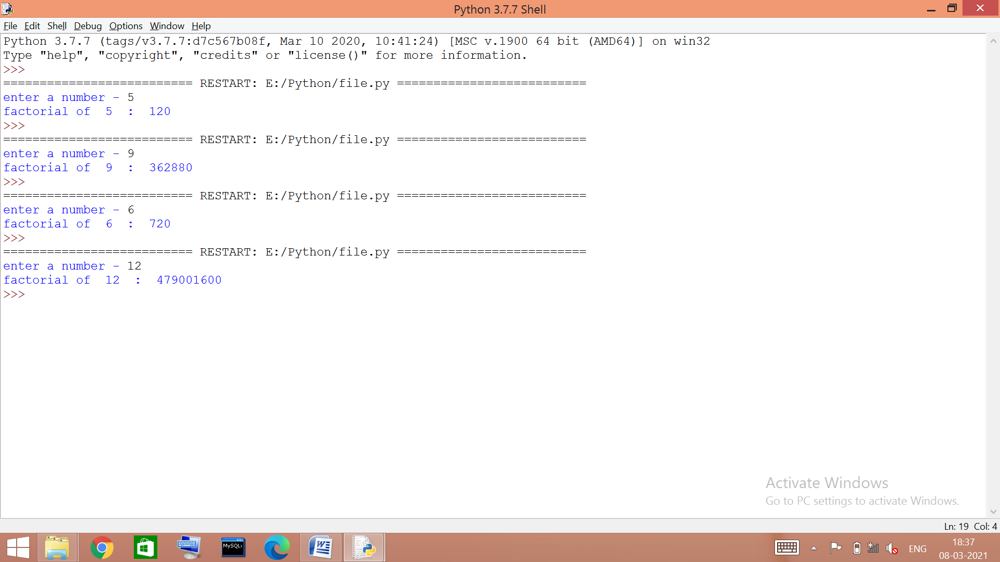 Python 3.7.7 Shell
File Edit Shell Debug Options Window Help
Python 3.7.7 (tags/v3.7.7:d7c567b08f, Mar 10 2020, 10:41:24) [MSC v.1900 64 bit (AMD64)] on win32
Type "help", "copyright", "credits" or "license()" for more information.
>>>
========================== RESTART: E:/Python/file.py ==========================
enter a number - 5
factorial of  5  :  120
>>>
========================== RESTART: E:/Python/file.py ==========================
enter a number - 9
factorial of  9  :  362880
>>>
========================== RESTART: E:/Python/file.py ==========================
enter a number - 6
factorial of  6  :  720
>>>
========================== RESTART: E:/Python/file.py ==========================
enter a number - 12
factorial of  12  :  479001600
>>>
Activate Windows
Go to PC settings to activate Windows.
Ln: 19 Col: 4
MySQL>
W
ENG
18:37
08-03-2021